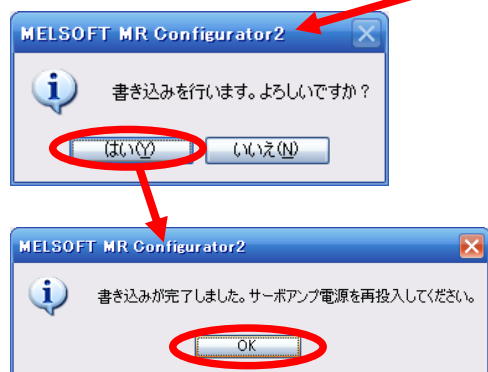 MELSOFT MR Configurator2
書き込みを行います。よろしいですか？
はい(Y) いいえ(N)
MELSOFT MR Configurator2
書き込みが完了しました。サーボアンプ電源を再投入してください。
OK